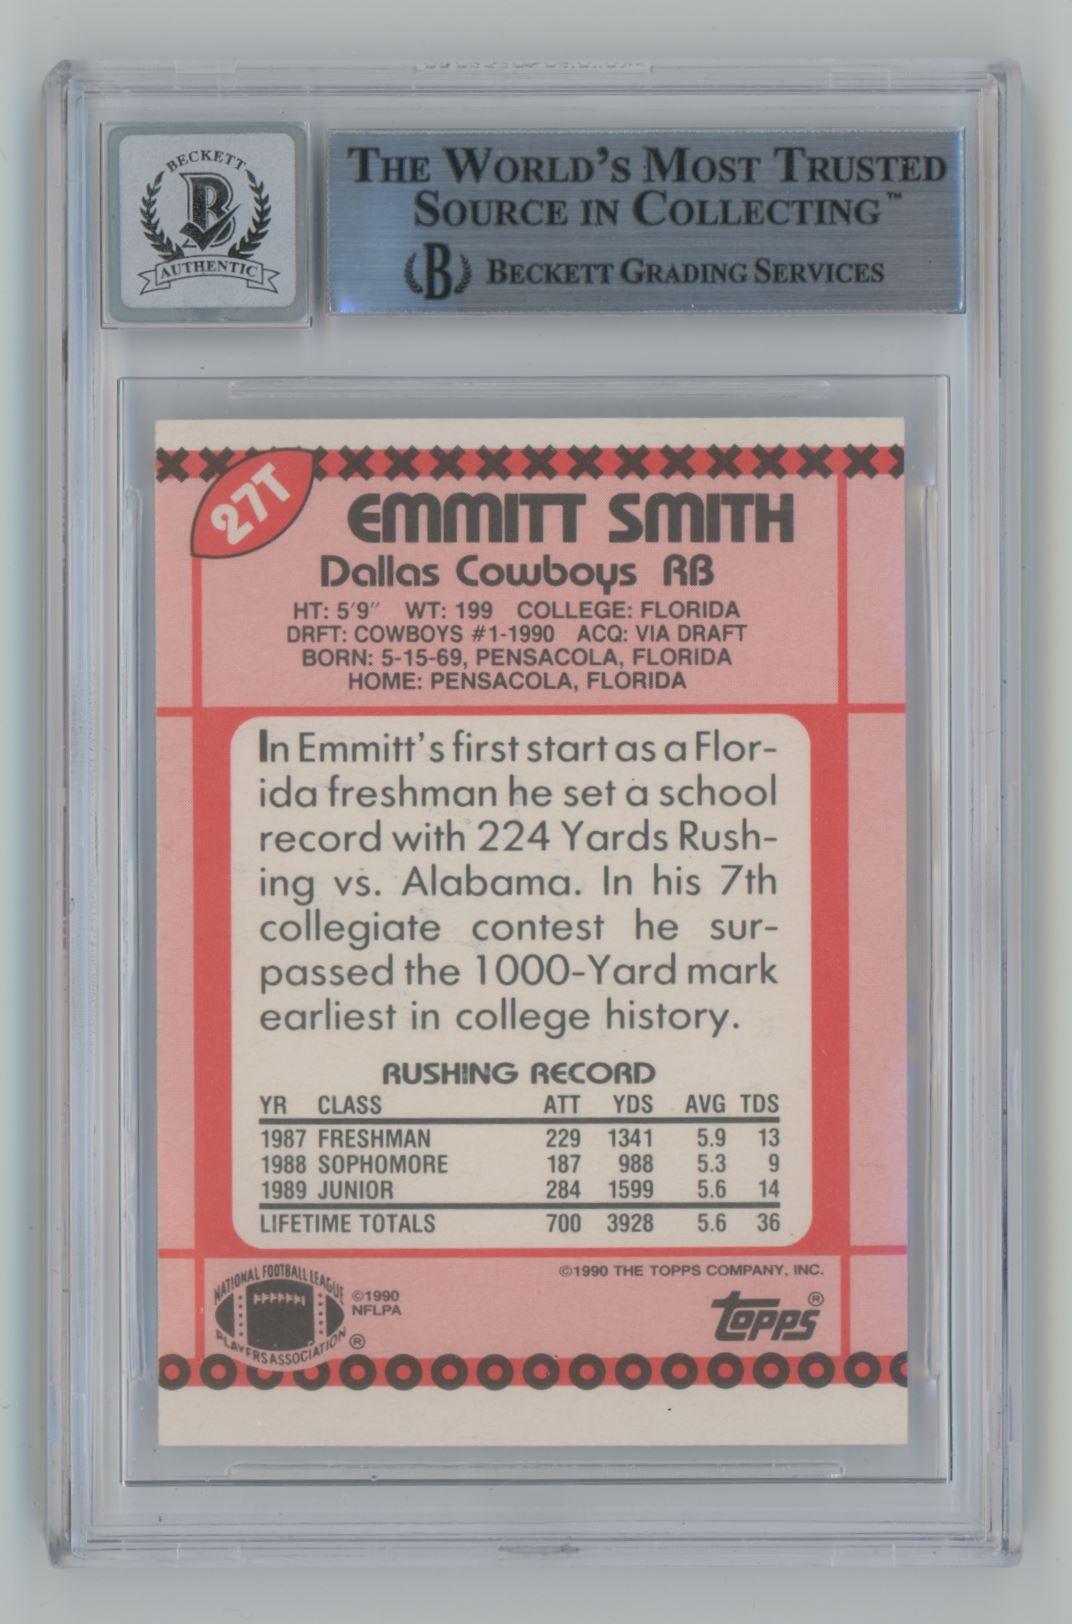 BECKETT
B
AUTHENTIC
THE WORLD'S MOST TRUSTED
SOURCE IN COLLECTING™
B BECKETT GRADING SERVICES
27T
EMMITT SMITH
Dallas Cowboys RB
HT: 5'9" WT: 199 COLLEGE: FLORIDA
DRFT: COWBOYS #1-1990 ACQ: VIA DRAFT
BORN: 5-15-69, PENSACOLA, FLORIDA
HOME: PENSACOLA, FLORIDA
In Emmitt's first start as a Flor-
ida freshman he set a school
record with 224 Yards Rush-
ing vs. Alabama. In his 7th
collegiate contest he sur-
passed the 1000-Yard mark
earliest in college history.
RUSHING RECORD
YR CLASS ATT YDS AVG TDS
1987 FRESHMAN 229 1341 5.9 13
1988 SOPHOMORE 187 988 5.3 9
1989 JUNIOR 284 1599 5.6 14
LIFETIME TOTALS 700 3928 5.6 36
©1990 THE TOPPS COMPANY, INC.
NATIONAL FOOTBALL LEAGUE
PLAYERS ASSOCIATION ®
©1990
NFLPA
Topps®